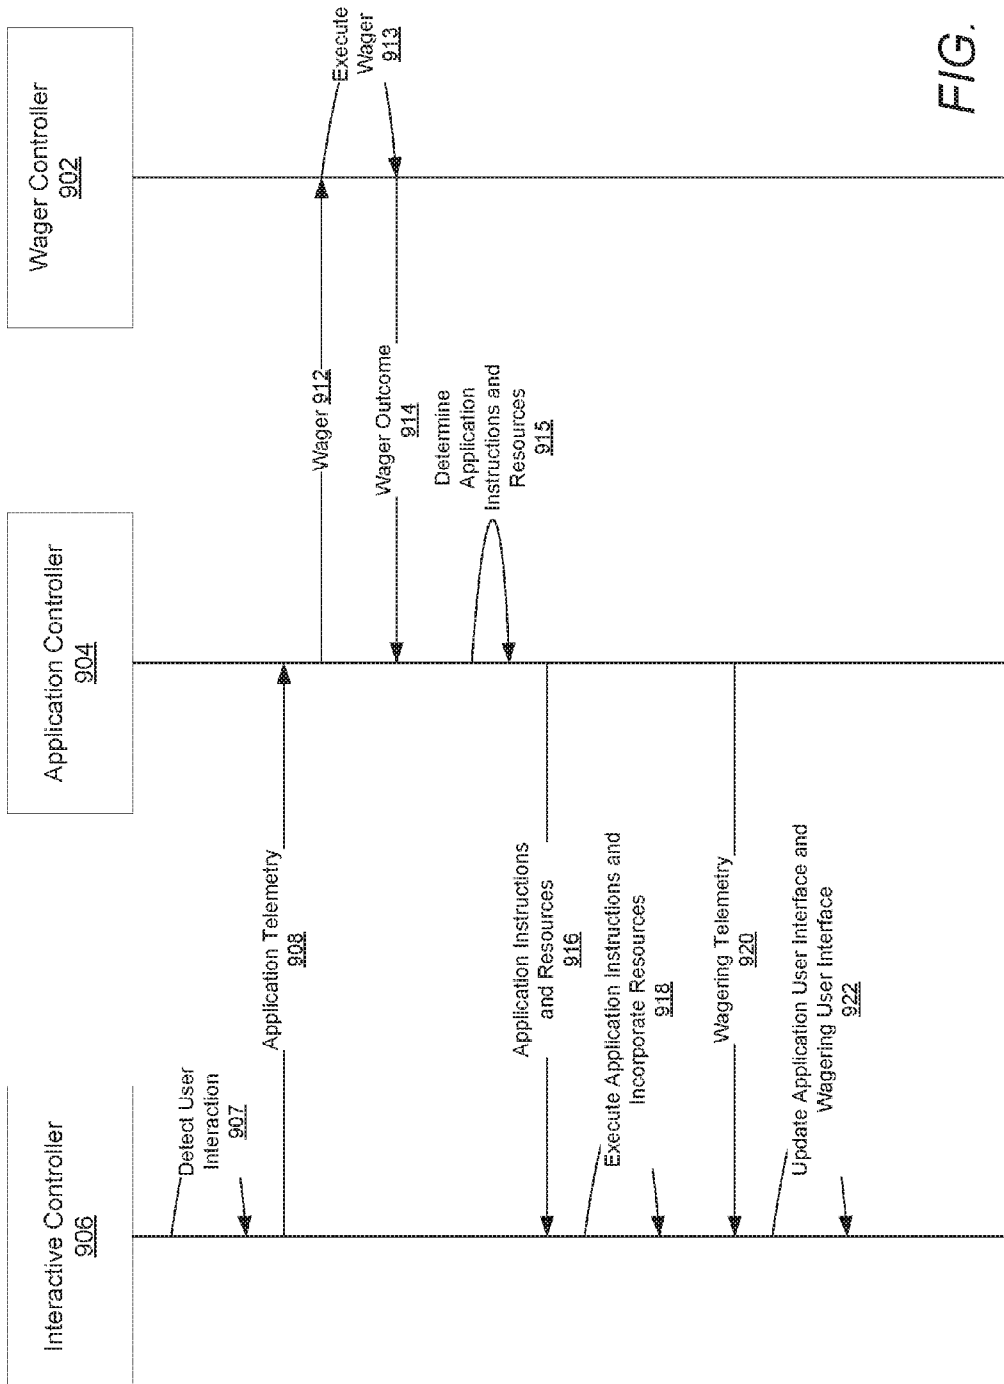 Interactive Controller
906
Application Controller
904
Wager Controller
902
Detect User
Interaction
907
Application Telemetry
908
Wager 912
Execute
Wager
913
Wager Outcome
914
Determine
Application
Instructions and
Resources
915
Application Instructions
and Resources
916
Execute Application Instructions and
Incorporate Resources
918
Wagering Telemetry
920
Update Application User Interface and
Wagering User Interface
922
FIG.